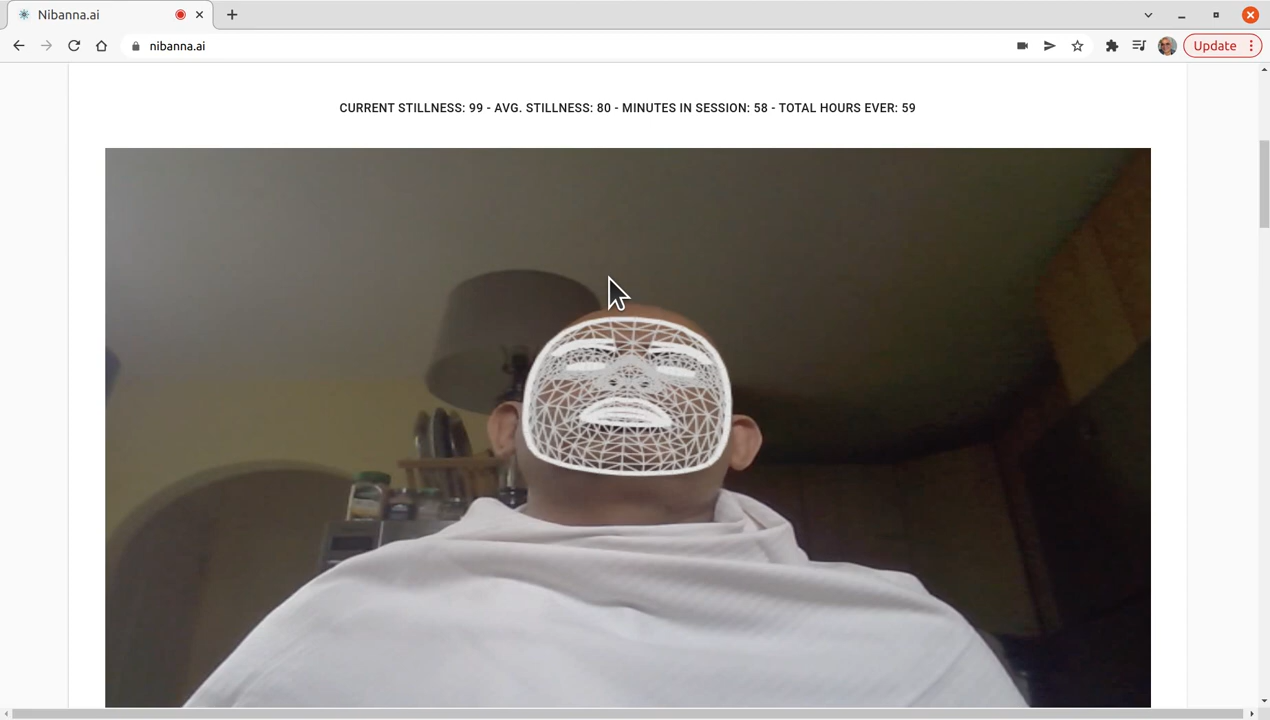 Nibanna.ai
nibanna.ai
Update
CURRENT STILLNESS: 99 - AVG. STILLNESS: 80 - MINUTES IN SESSION: 58 - TOTAL HOURS EVER: 59